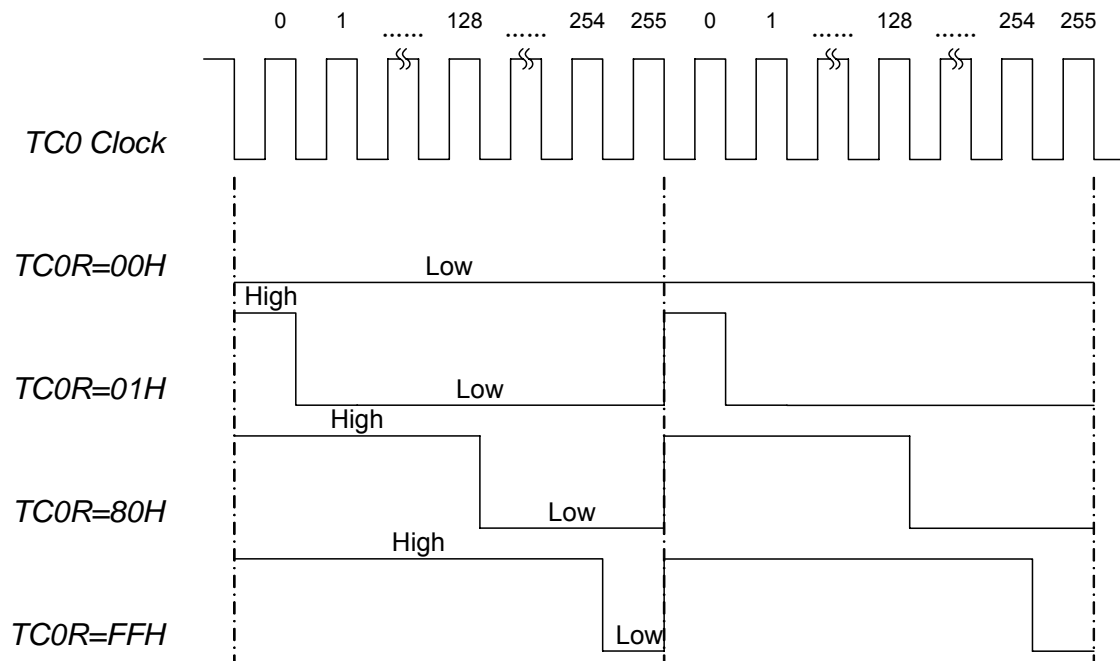 0 1 ...... 128 ...... 254 255 0 1 ...... 128 ...... 254 255
TC0 Clock
TC0R=00H
Low
High
TC0R=01H
Low
High
TC0R=80H
Low
High
TC0R=FFH
Low